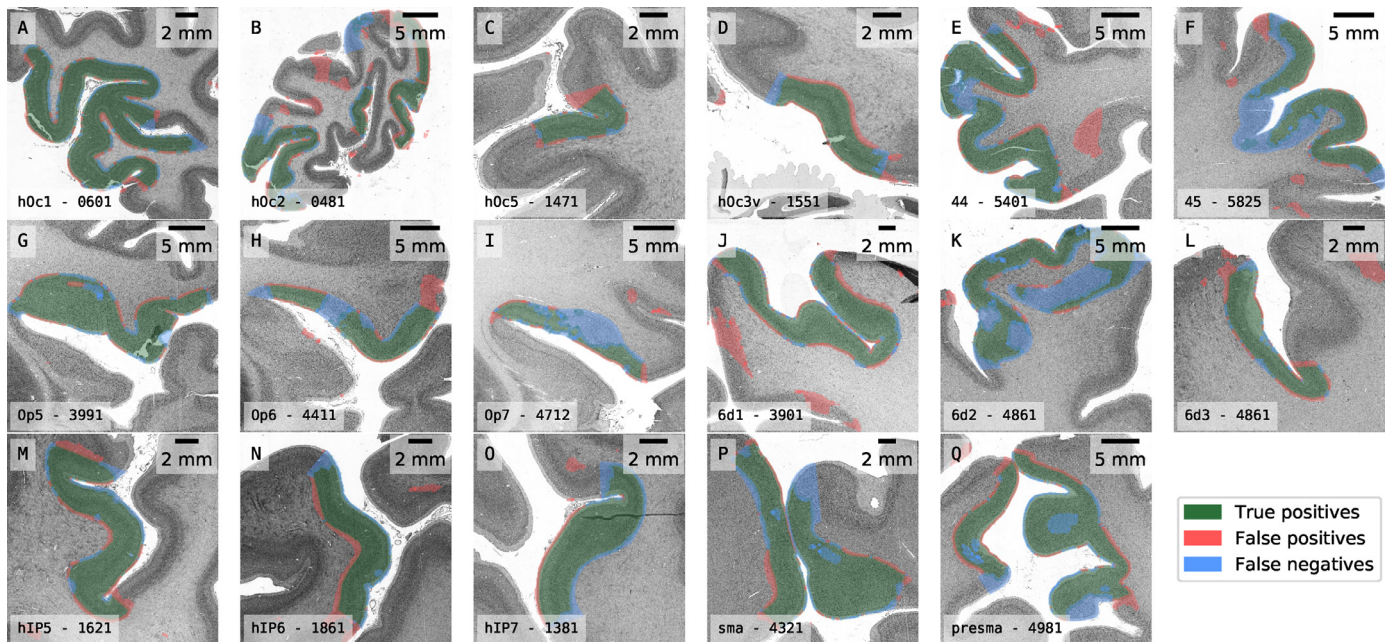 A
2 mm
hOc1 - 0601
B
5 mm
hOc2 - 0481
C
2 mm
hOc5 - 1471
D
2 mm
hOc3v - 1551
E
5 mm
44 - 5401
F
5 mm
45 - 5825
G
5 mm
Op5 - 3991
H
5 mm
Op6 - 4411
I
5 mm
Op7 - 4712
J
2 mm
6d1 - 3901
K
5 mm
6d2 - 4861
L
2 mm
6d3 - 4861
M
2 mm
hIP5 - 1621
N
2 mm
hIP6 - 1861
O
2 mm
hIP7 - 1381
P
2 mm
sma - 4321
Q
5 mm
presma - 4981
True positives
False positives
False negatives